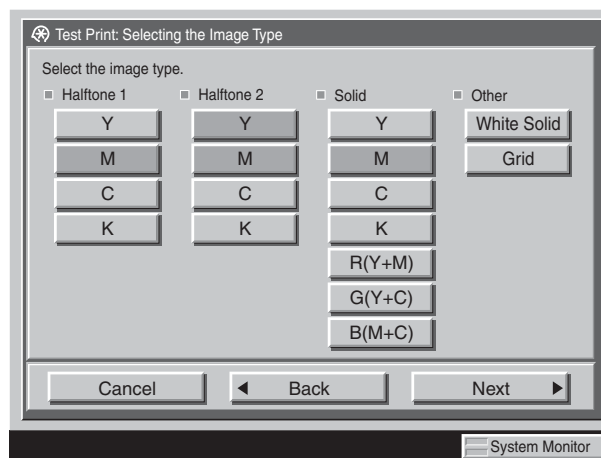 Test Print: Selecting the Image Type
Select the image type.
Halftone 1 Halftone 2 Solid Other
Y Y Y White Solid
M M M Grid
C C C
K K K
R(Y+M)
G(Y+C)
B(M+C)
Cancel ◀ Back Next ▶
System Monitor